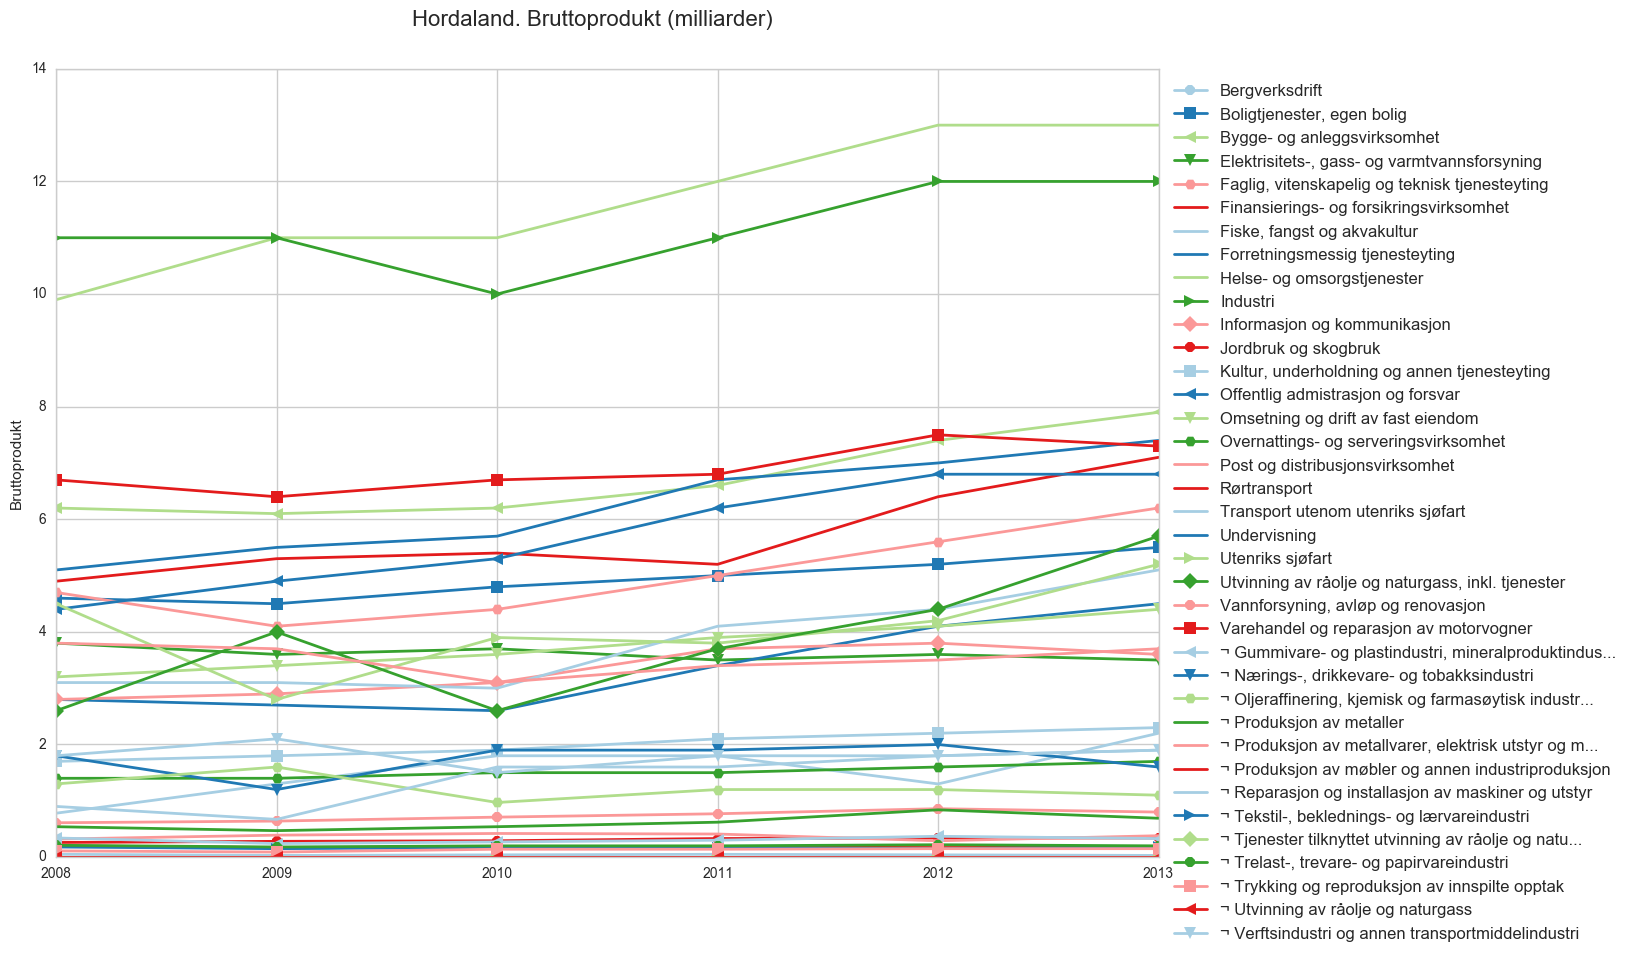 Hordaland. Bruttoprodukt (milliarder)
14
12
10
8
6
4
2
0
Bruttoprodukt
2008 2009 2010 2011 2012 2013
Bergverksdrift
Boligtjenester, egen bolig
Bygge- og anleggsvirksomhet
Elektrisitets-, gass- og varmtvannsforsyning
Faglig, vitenskapelig og teknisk tjenesteyting
Finansierings- og forsikringsvirksomhet
Fiske, fangst og akvakultur
Forretningsmessig tjenesteyting
Helse- og omsorgstjenester
Industri
Informasjon og kommunikasjon
Jordbruk og skogbruk
Kultur, underholdning og annen tjenesteyting
Offentlig admistrasjon og forsvar
Omsetning og drift av fast eiendom
Overnattings- og serveringsvirksomhet
Post og distribusjonsvirksomhet
Rørtransport
Transport utenom utenriks sjøfart
Undervisning
Utenriks sjøfart
Utvinning av råolje og naturgass, inkl. tjenester
Vannforsyning, avløp og renovasjon
Varehandel og reparasjon av motorvogner
¬ Gummivare- og plastindustri, mineralproduktindus...
¬ Nærings-, drikkevare- og tobakksindustri
¬ Oljeraffinering, kjemisk og farmasøytisk industr...
¬ Produksjon av metaller
¬ Produksjon av metallvarer, elektrisk utstyr og m...
¬ Produksjon av møbler og annen industriproduksjon
¬ Reparasjon og installasjon av maskiner og utstyr
¬ Tekstil-, beklednings- og lærvareindustri
¬ Tjenester tilknyttet utvinning av råolje og natu...
¬ Trelast-, trevare- og papirvareindustri
¬ Trykking og reproduksjon av innspilte opptak
¬ Utvinning av råolje og naturgass
¬ Verftsindustri og annen transportmiddelindustri